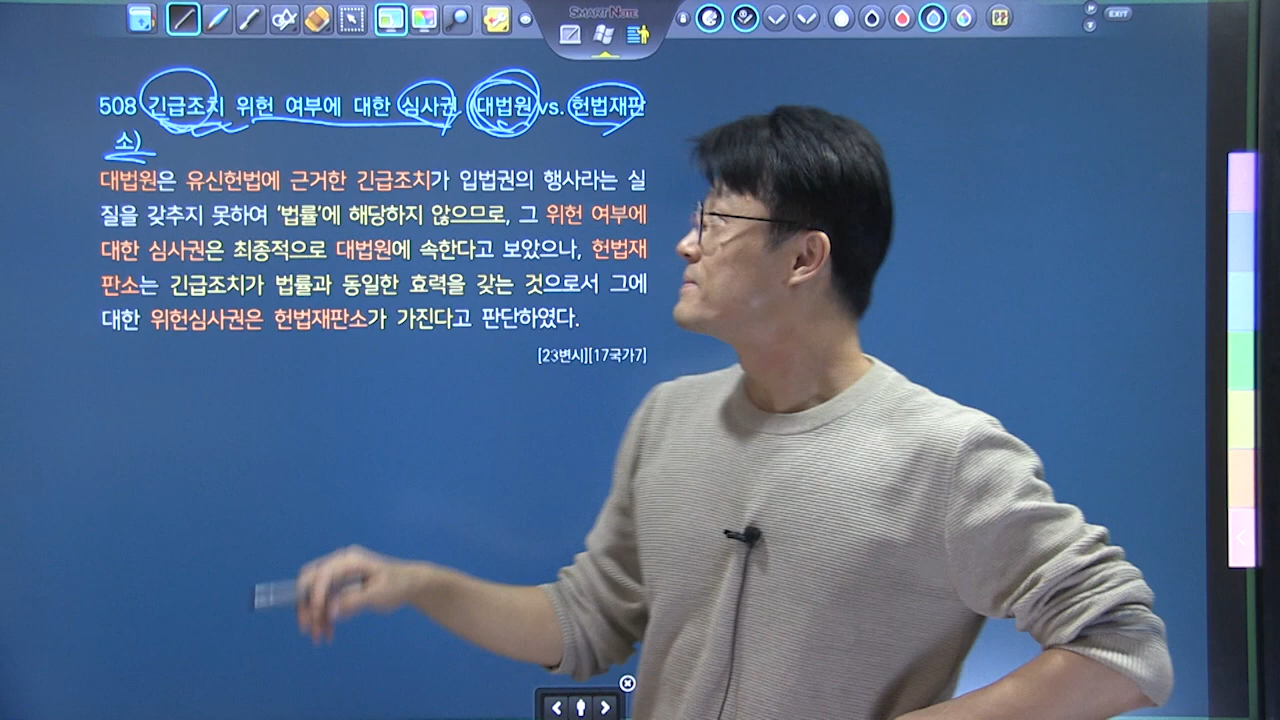 SMART NOTE
EXIT
508 긴급조치 위헌 여부에 대한 심사권 (대법원 vs. 헌법재판
소)
대법원은 유신헌법에 근거한 긴급조치가 입법권의 행사라는 실
질을 갖추지 못하여 '법률'에 해당하지 않으므로, 그 위헌 여부에
대한 심사권은 최종적으로 대법원에 속한다고 보았으나, 헌법재
판소는 긴급조치가 법률과 동일한 효력을 갖는 것으로서 그에
대한 위헌심사권은 헌법재판소가 가진다고 판단하였다.
[23변시][17국가7]